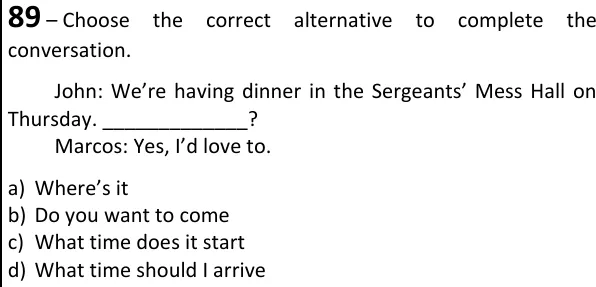 89 – Choose the correct alternative to complete the
conversation.
John: We’re having dinner in the Sergeants’ Mess Hall on
Thursday. _____________?
Marcos: Yes, I’d love to.
a) Where’s it
b) Do you want to come
c) What time does it start
d) What time should I arrive